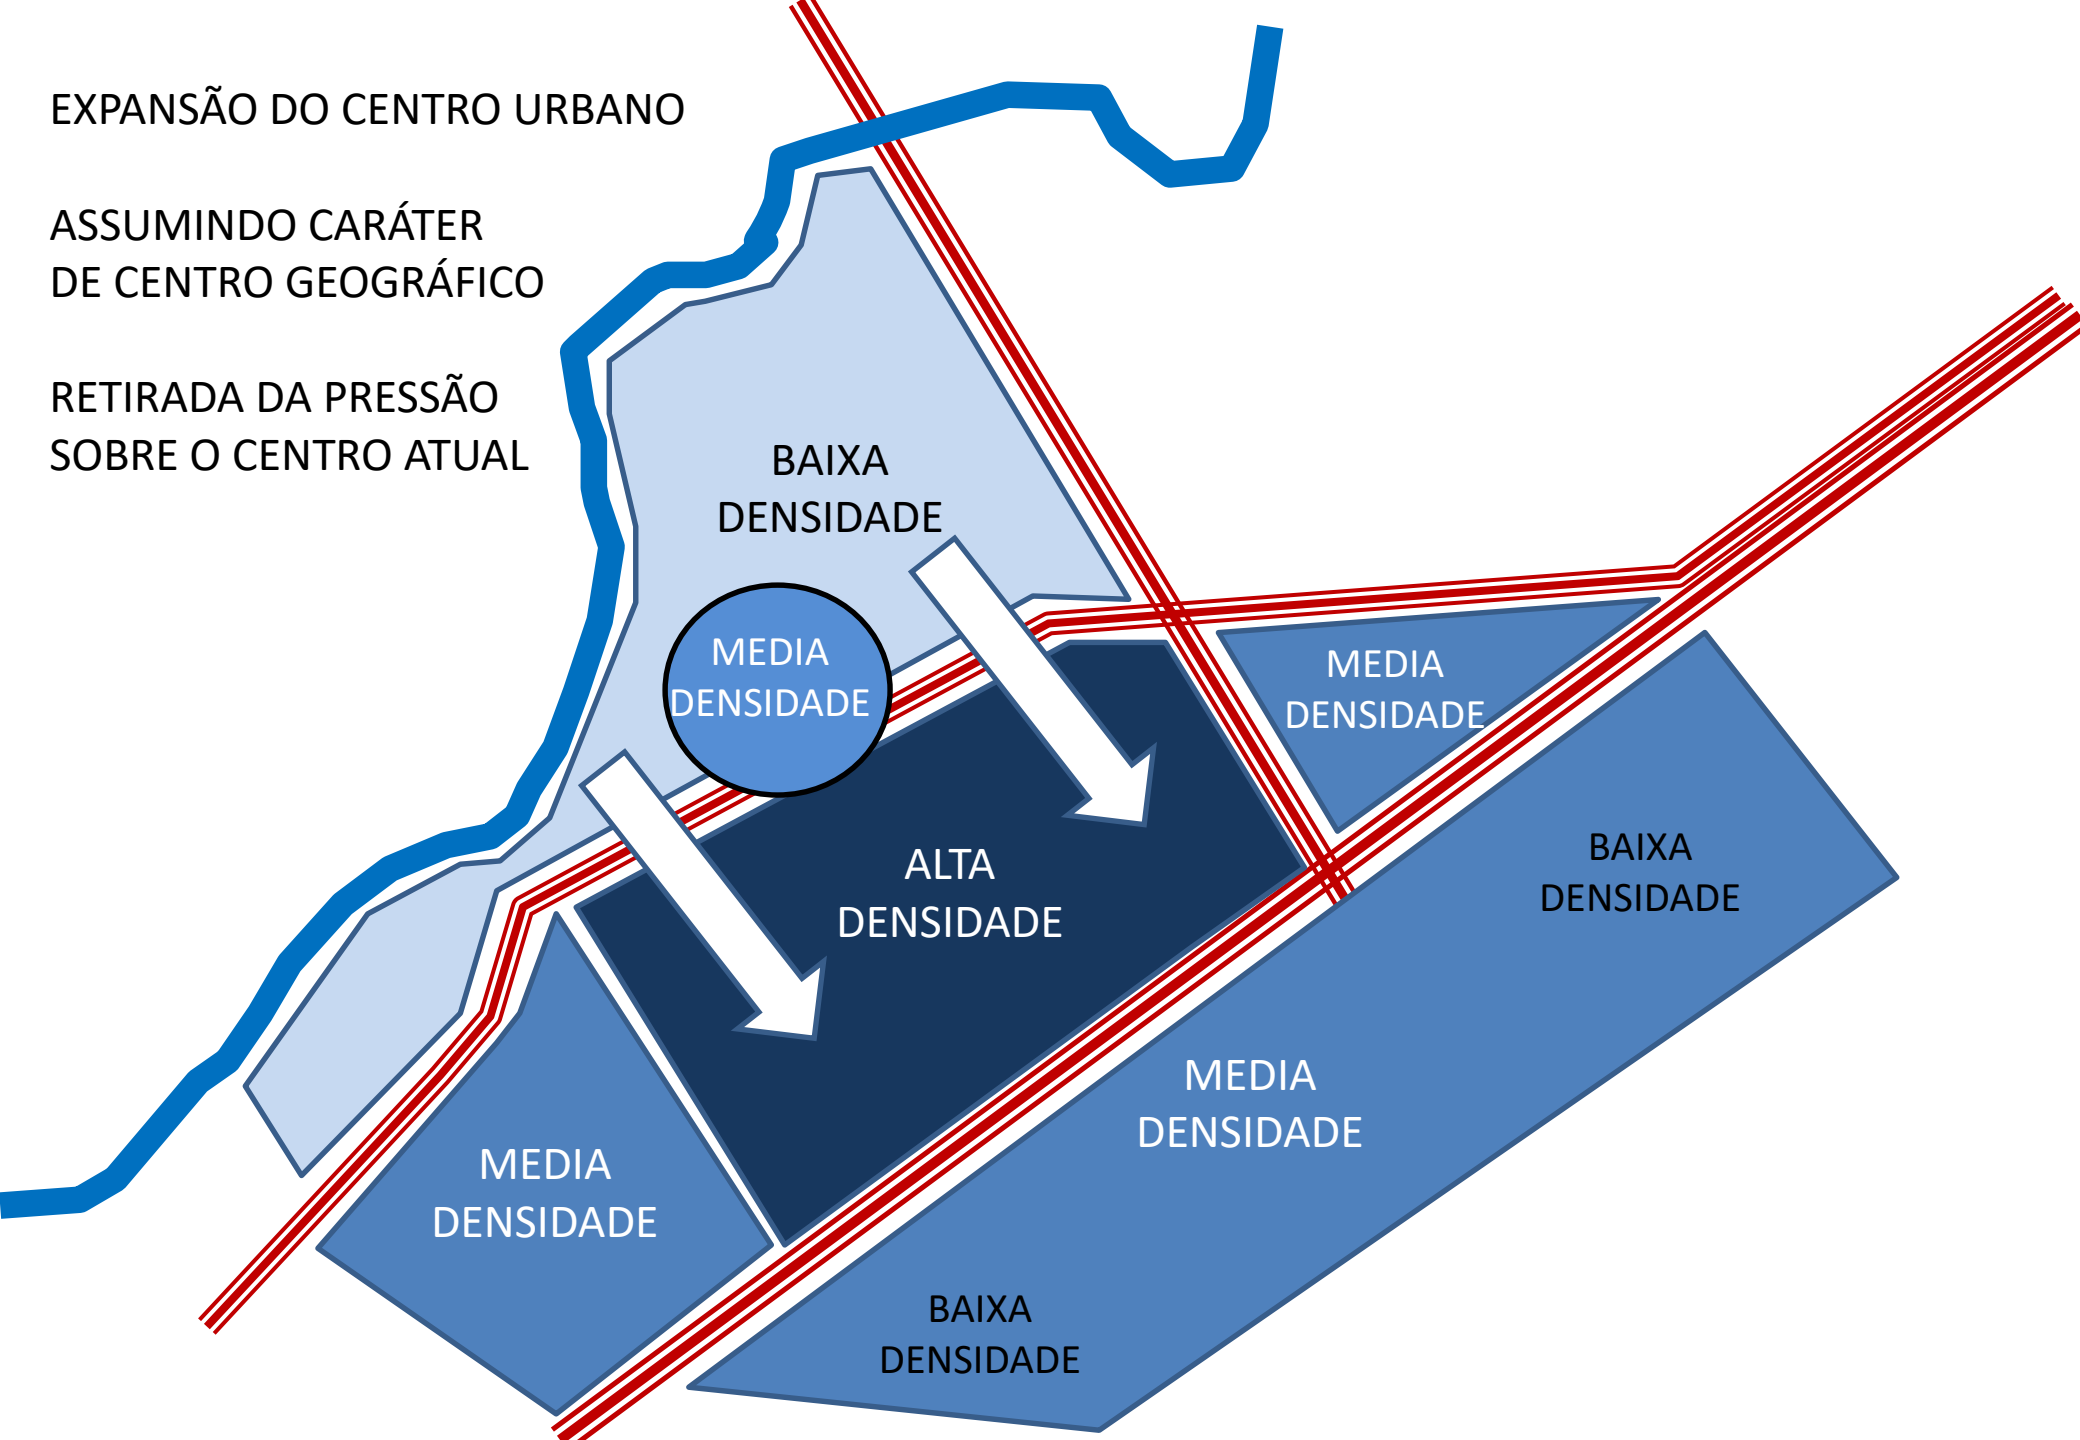 EXPANSÃO DO CENTRO URBANO
ASSUMINDO CARÁTER
DE CENTRO GEOGRÁFICO
RETIRADA DA PRESSÃO
SOBRE O CENTRO ATUAL
BAIXA
DENSIDADE
MEDIA
DENSIDADE
MEDIA
DENSIDADE
ALTA
DENSIDADE
BAIXA
DENSIDADE
MEDIA
DENSIDADE
MEDIA
DENSIDADE
BAIXA
DENSIDADE